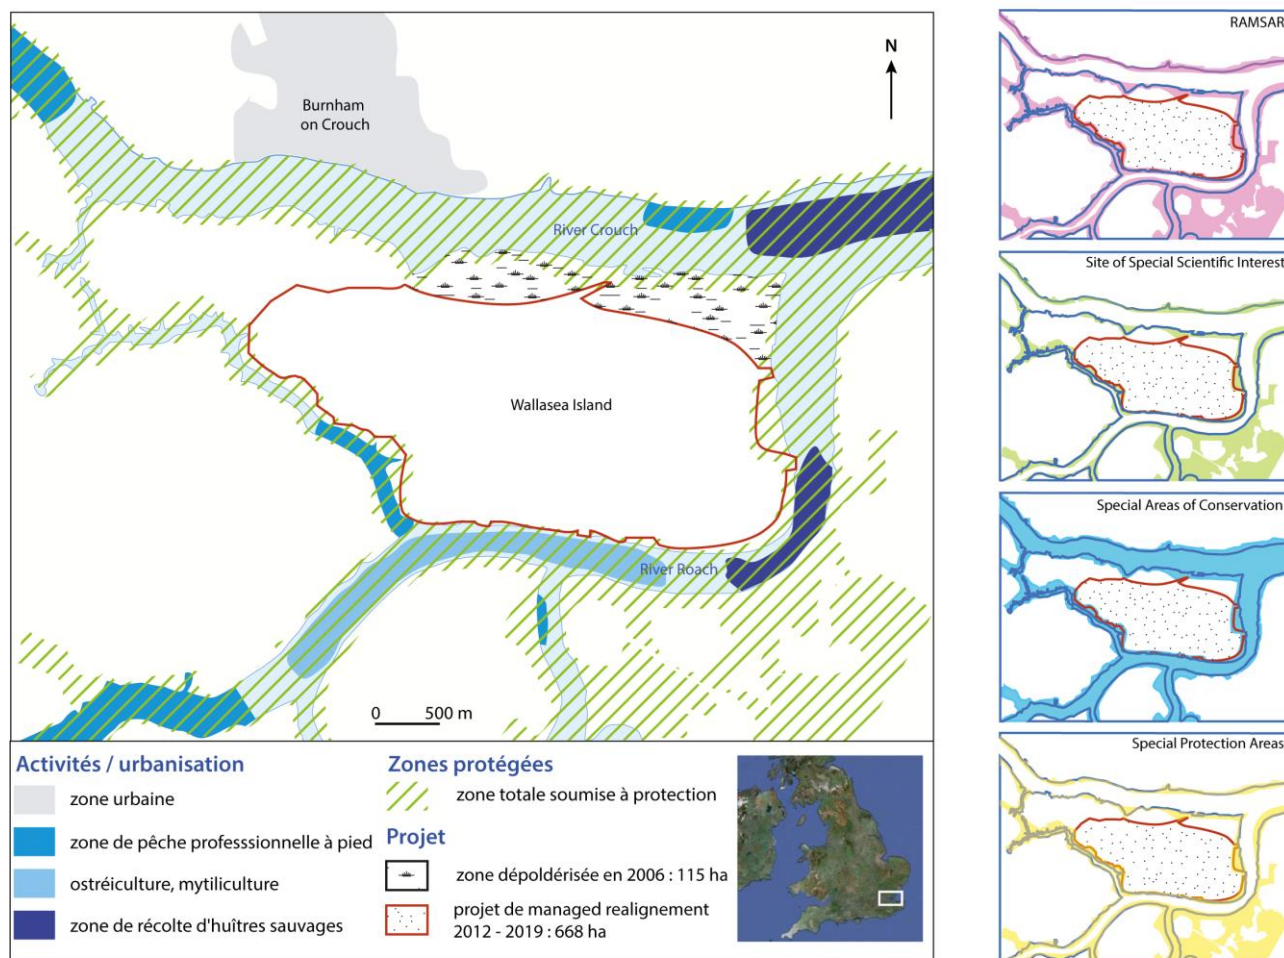 N
Burnham
on Crouch
River Crouch
Wallasea Island
River Roach
0 500 m
Activités / urbanisation
zone urbaine
zone de pêche professsionnelle à pied
ostréiculture, mytiliculture
zone de récolte d'huîtres sauvages
Zones protégées
zone totale soumise à protection
Projet
zone dépoldérisée en 2006 : 115 ha
projet de managed realignement
2012 - 2019 : 668 ha
RAMSAR
Site of Special Scientific Interest
Special Areas of Conservation
Special Protection Areas